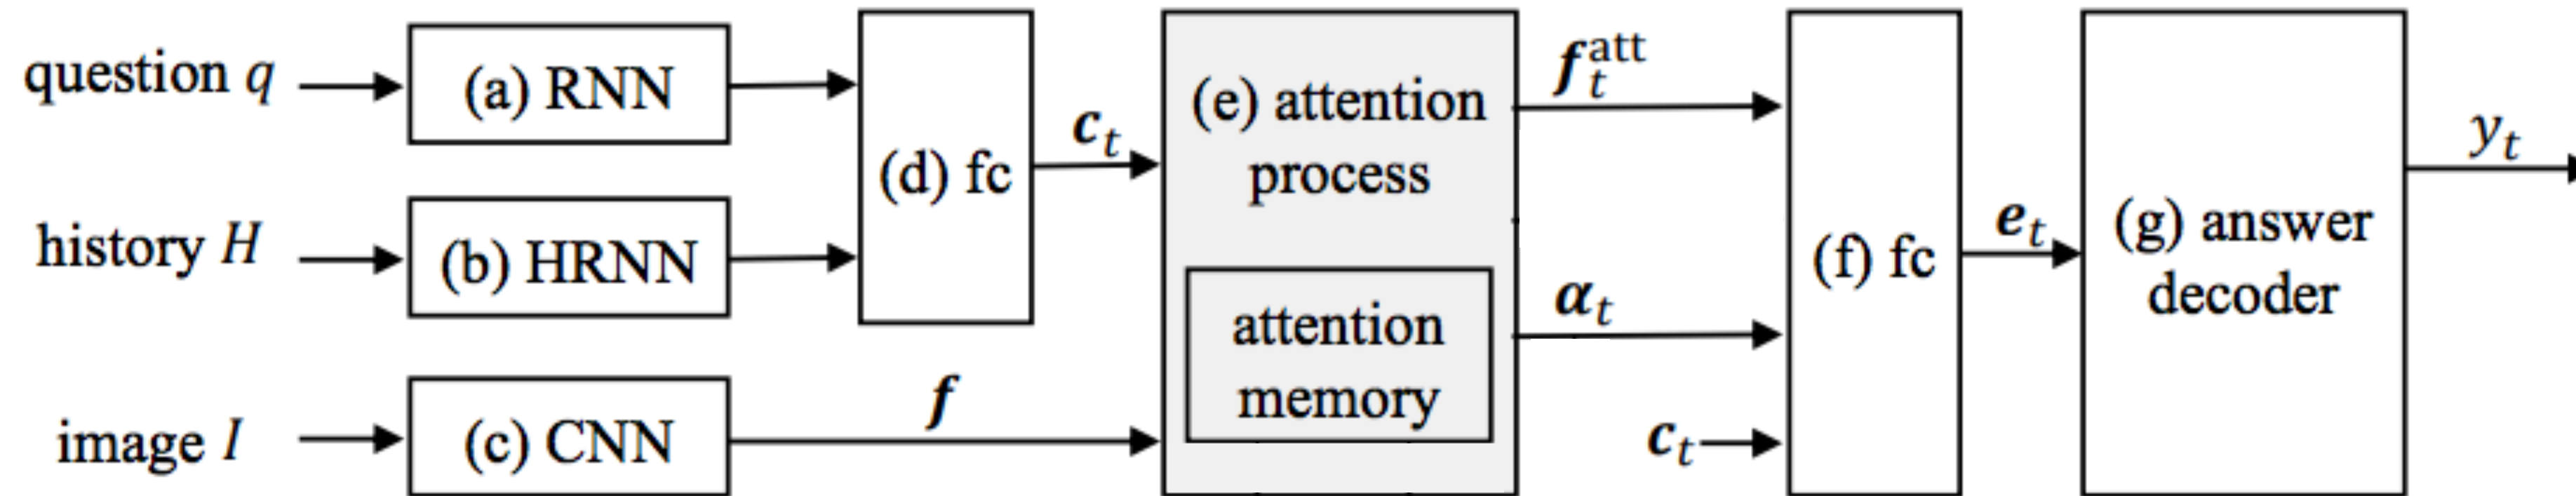 question q
(a) RNN
history H
(b) HRNN
image I
(c) CNN
(d) fc
c_t
f
(e) attention
process
attention
memory
f_t^att
α_t
c_t
(f) fc
e_t
(g) answer
decoder
y_t